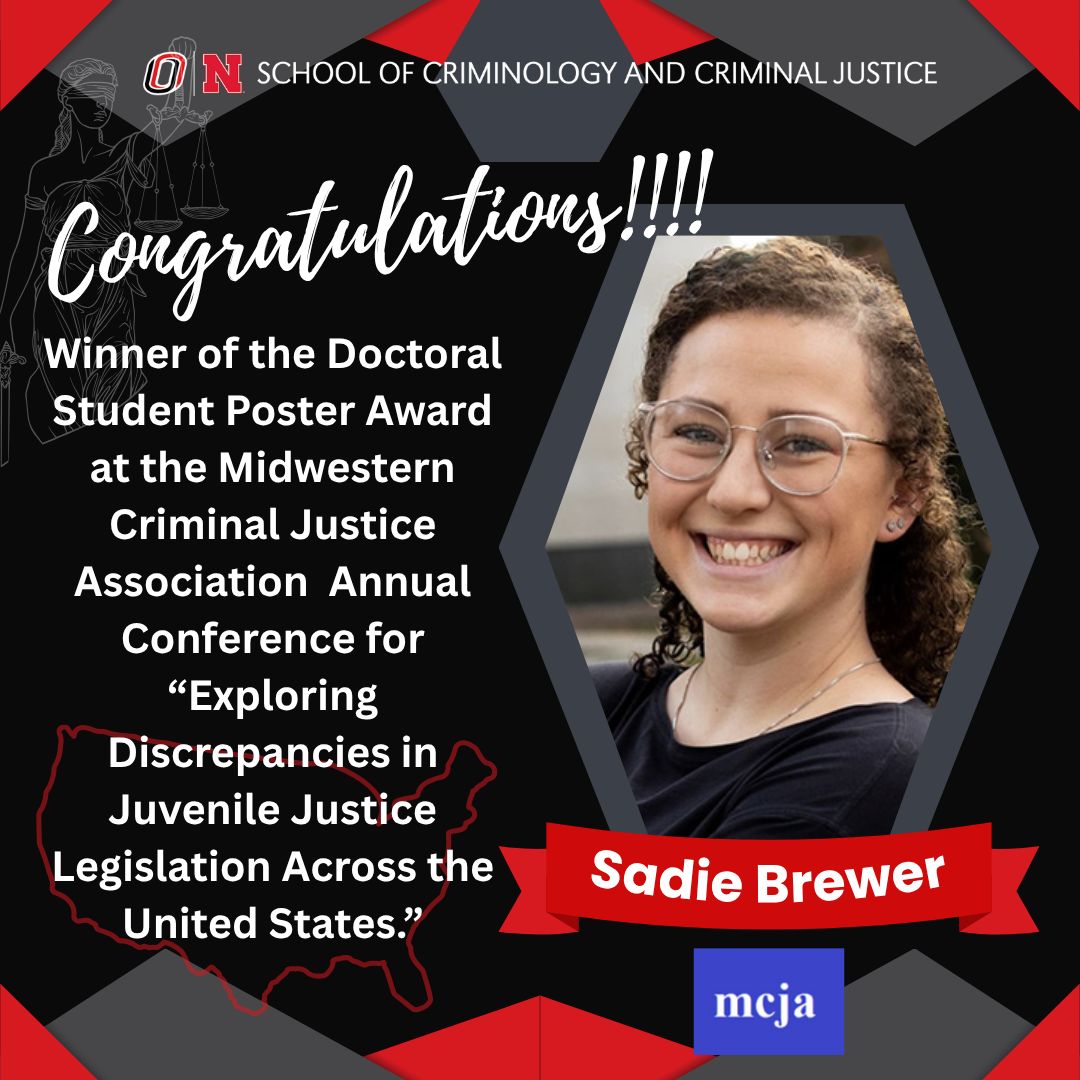 O N SCHOOL OF CRIMINOLOGY AND CRIMINAL JUSTICE
Congratulations!!!!
Winner of the Doctoral
Student Poster Award
at the Midwestern
Criminal Justice
Association  Annual
Conference for
“Exploring
Discrepancies in
Juvenile Justice
Legislation Across the
United States.”
Sadie Brewer
mcja